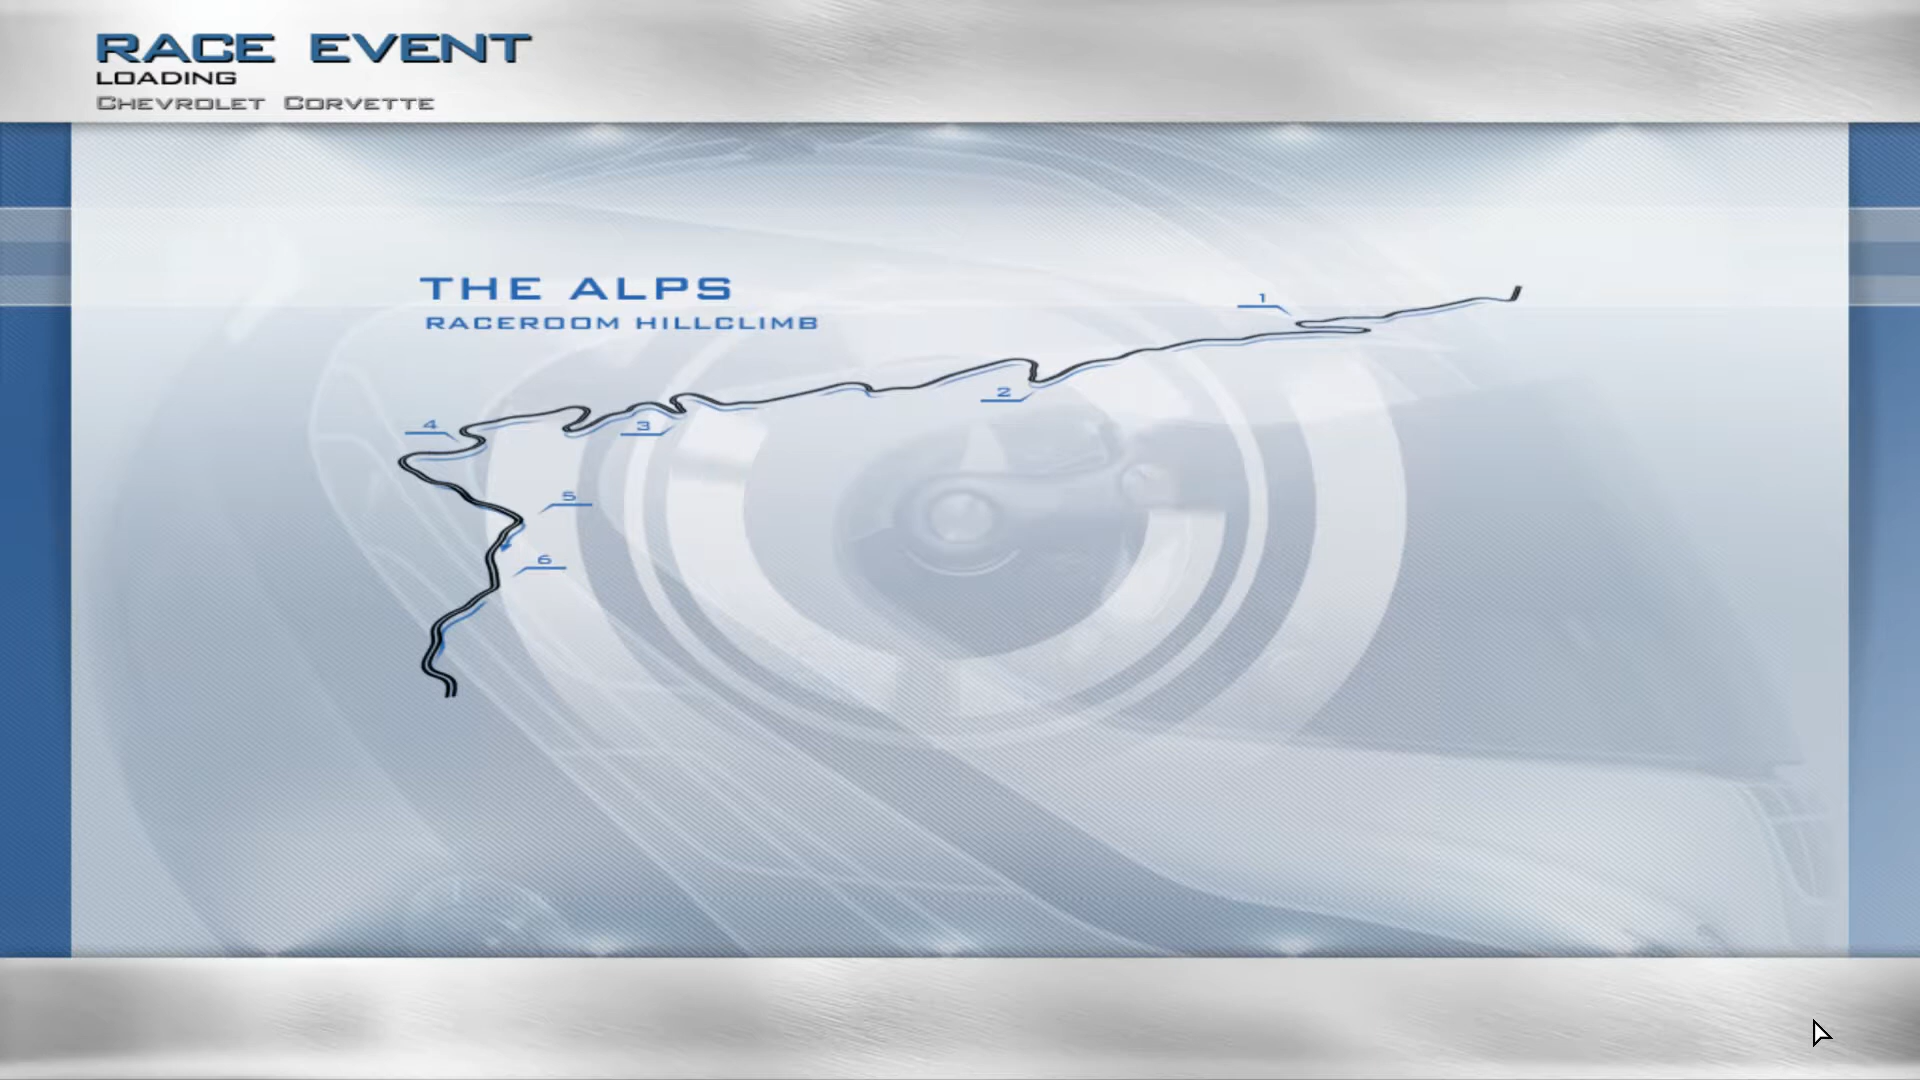 RACE EVENT
LOADING
Chevrolet Corvette
THE ALPS
RACEROOM HILLCLIMB
1
2
3
4
5
6